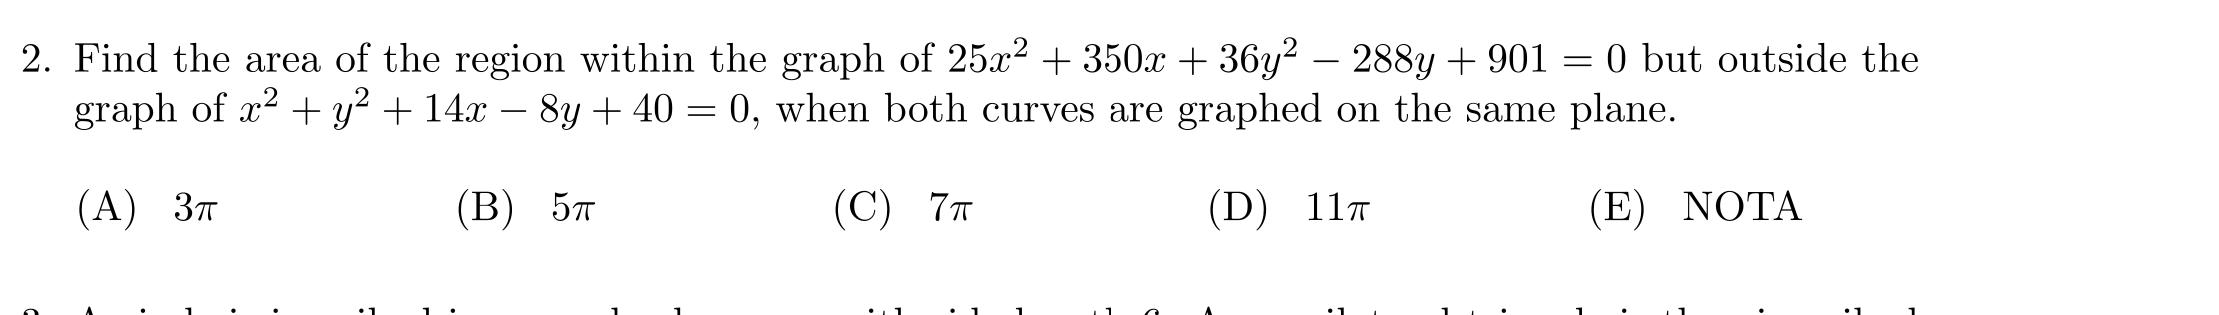 2. Find the area of the region within the graph of 25x² + 350x + 36y² − 288y + 901 = 0 but outside the
graph of x² + y² + 14x − 8y + 40 = 0, when both curves are graphed on the same plane.
(A) 3π (B) 5π (C) 7π (D) 11π (E) NOTA